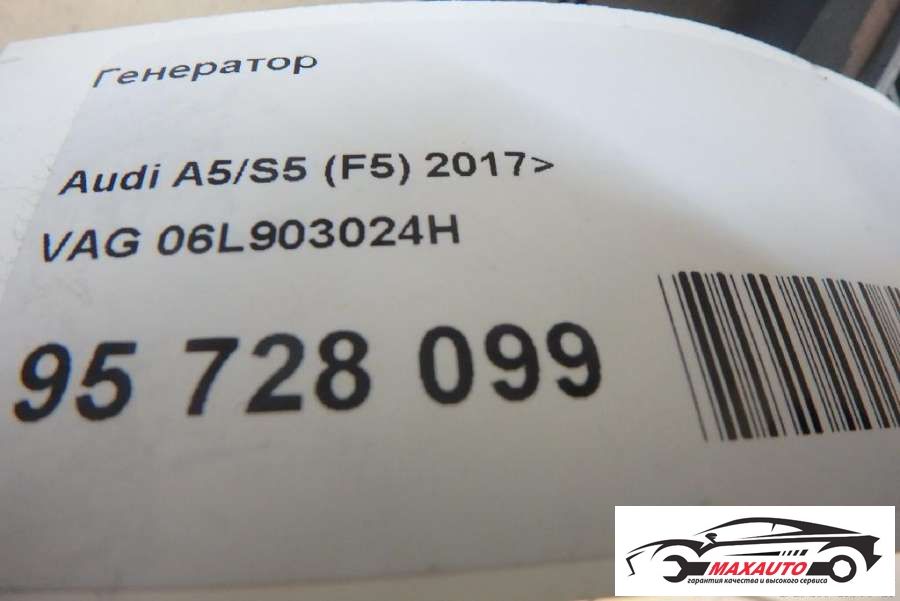 Генератор
Audi A5/S5 (F5) 2017>
VAG 06L903024H
95 728 099
MAXAUTO
гарантия качества и высокого сервиса